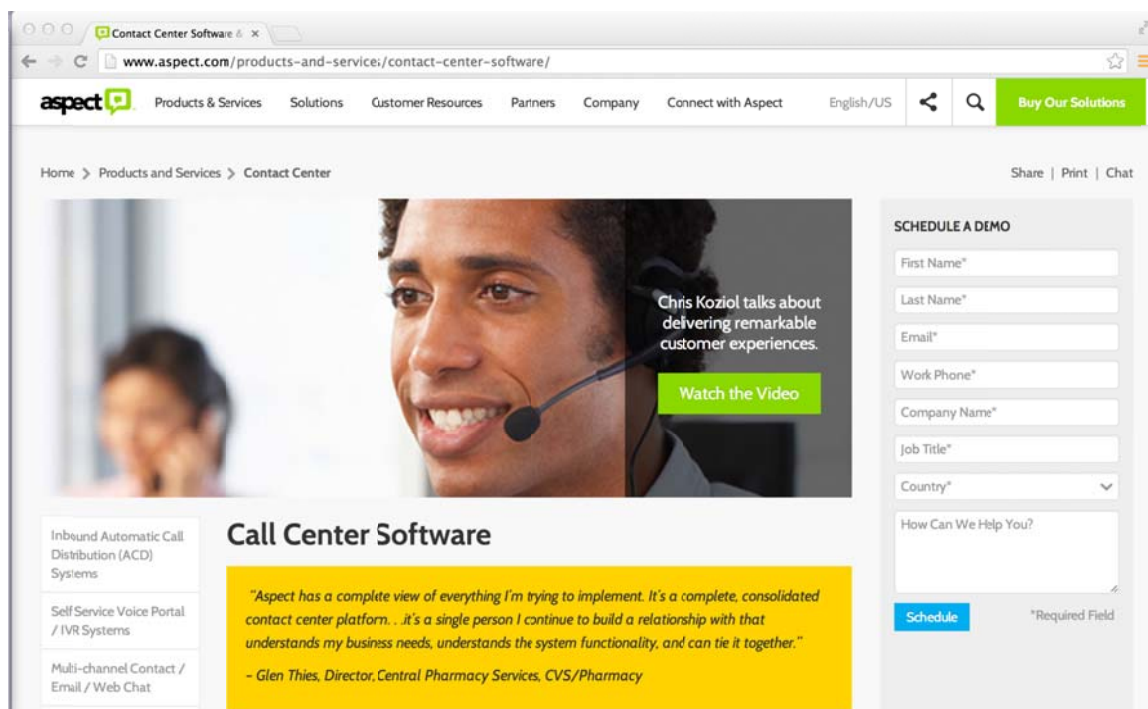 Contact Center Software &
www.aspect.com/products-and-services/contact-center-software/
aspect
Products & Services Solutions Customer Resources Partners Company Connect with Aspect English/US Buy Our Solutions
Home > Products and Services > Contact Center
Share | Print | Chat
Chris Koziol talks about
delivering remarkable
customer experiences.
Watch the Video
SCHEDULE A DEMO
First Name*
Last Name*
Email*
Work Phone*
Company Name*
Job Title*
Country*
How Can We Help You?
Schedule
*Required Field
Inbound Automatic Call
Distribution (ACD)
Systems
Self Service Voice Portal
/ IVR Systems
Multi-channel Contact /
Email / Web Chat
Call Center Software
"Aspect has a complete view of everything I'm trying to implement. It's a complete, consolidated
contact center platform. . .it's a single person I continue to build a relationship with that
understands my business needs, understands the system functionality, and can tie it together."
– Glen Thies, Director, Central Pharmacy Services, CVS/Pharmacy